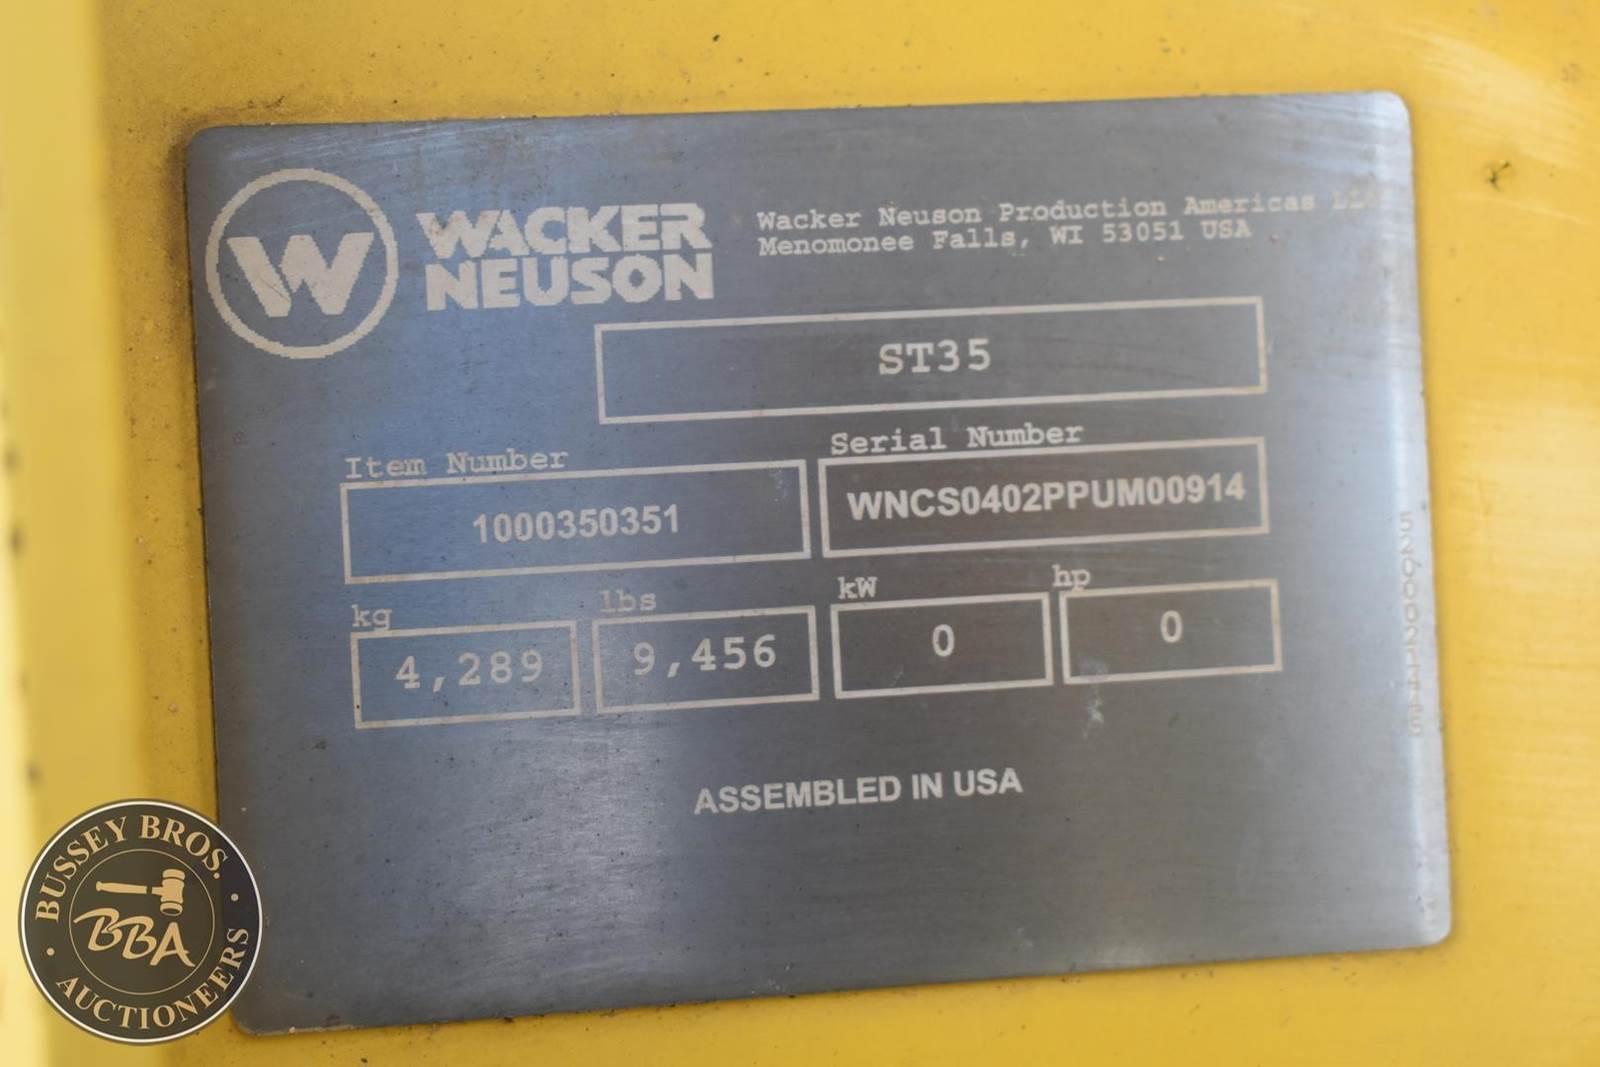 W
WACKER
NEUSON
Wacker Neuson Production Americas LLC
Menomonee Falls, WI 53051 USA
ST35
Item Number
Serial Number
1000350351
WNCS0402PPUM00914
kg
lbs
kW
hp
4,289
9,456
0
0
ASSEMBLED IN USA
BUSSEY BROS.
BBA
AUCTIONEERS